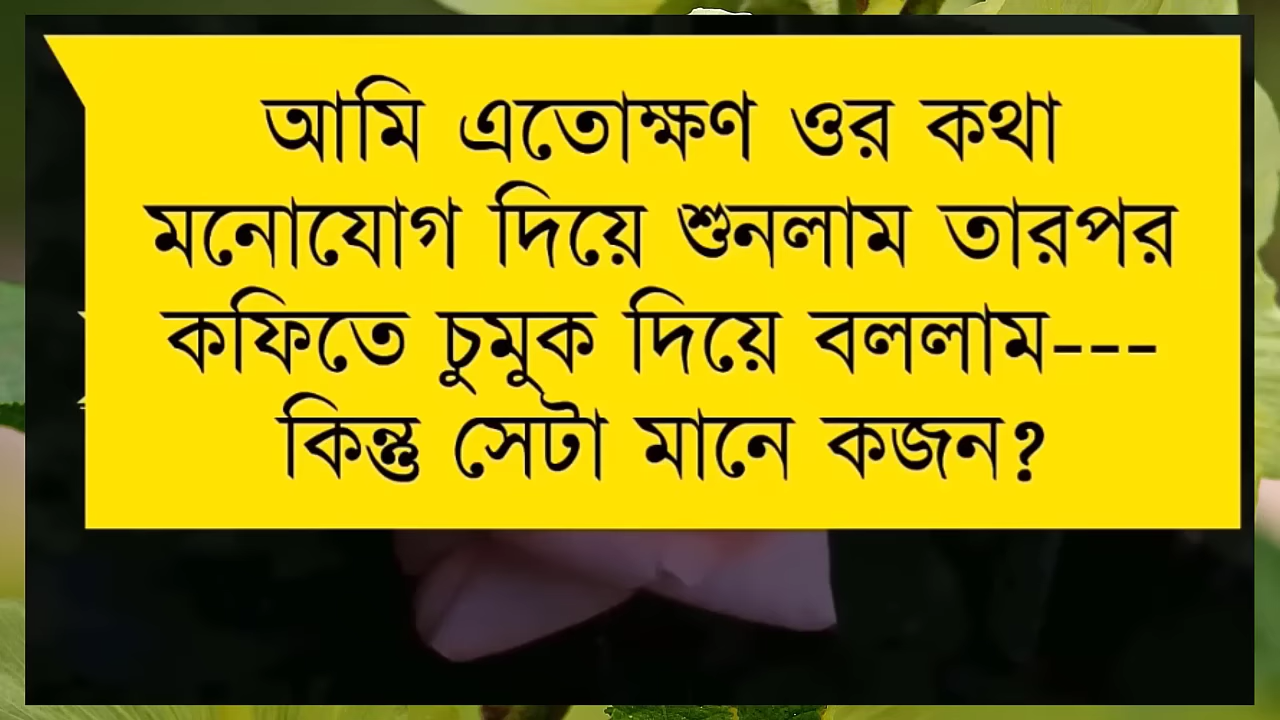 আমি এতোক্ষণ ওর কথা
মনোযোগ দিয়ে শুনলাম তারপর
কফিতে চুমুক দিয়ে বললাম---
কিন্তু সেটা মানে কজন?